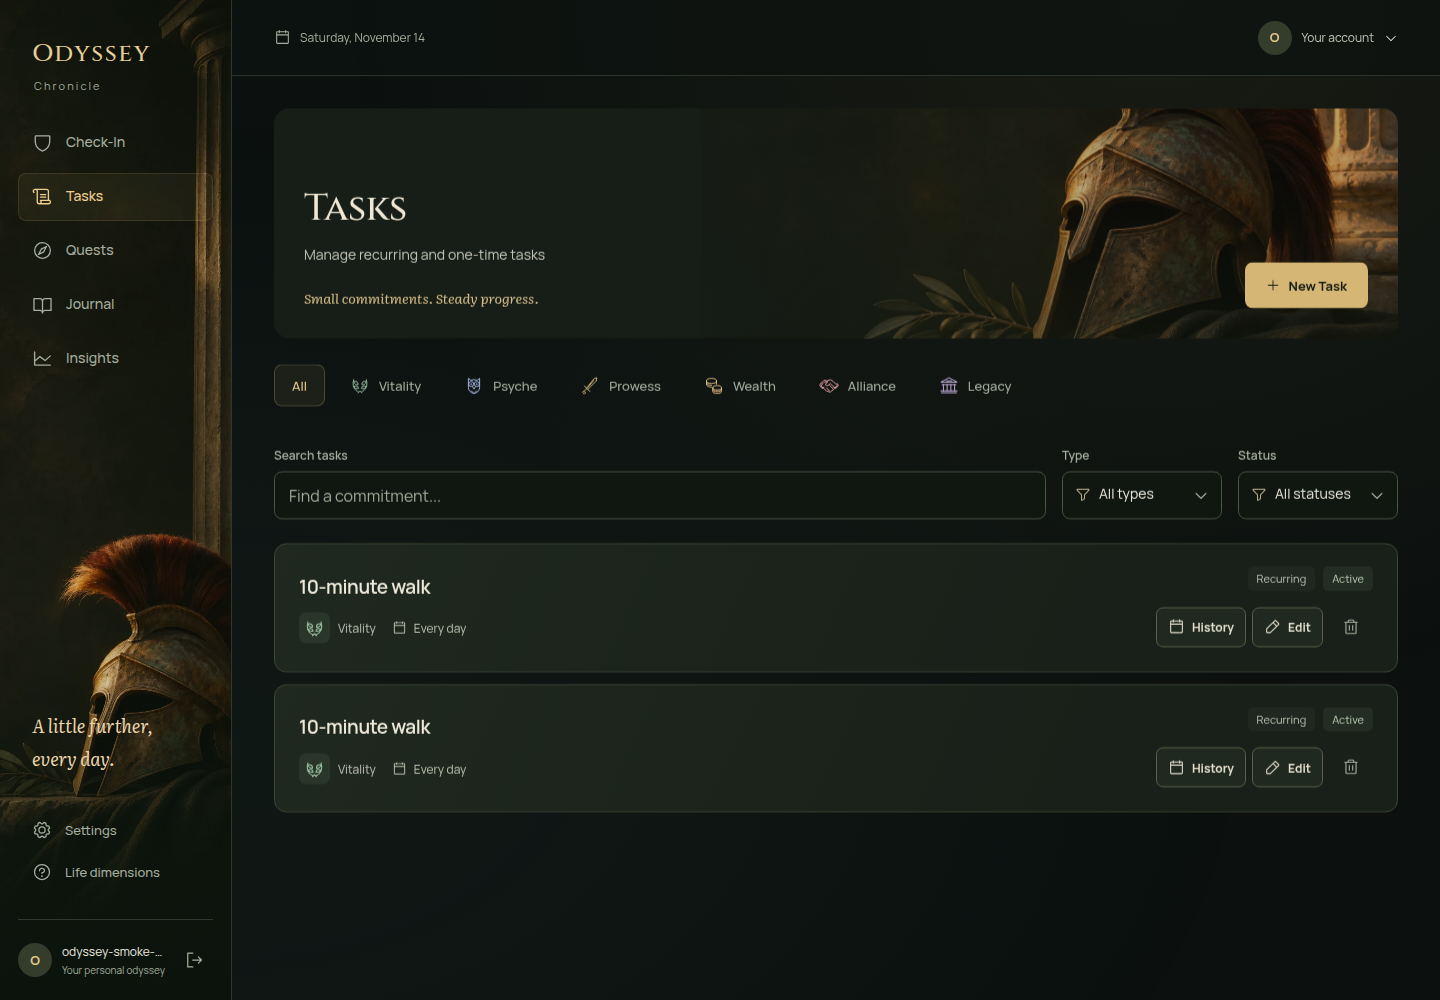 ODYSSEY
Chronicle
Check-In
Tasks
Quests
Journal
Insights
A little further,
every day.
Settings
Life dimensions
O
odyssey-smoke-...
Your personal odyssey
Saturday, November 14
O
Your account
TASKS
Manage recurring and one-time tasks
Small commitments. Steady progress.
New Task
All
Vitality
Psyche
Prowess
Wealth
Alliance
Legacy
Search tasks
Find a commitment...
Type
All types
Status
All statuses
10-minute walk
Recurring
Active
Vitality
Every day
History
Edit
10-minute walk
Recurring
Active
Vitality
Every day
History
Edit